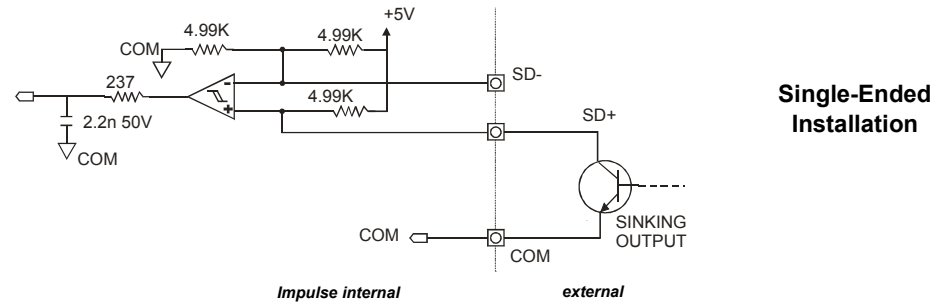 +5V
4.99K
4.99K
COM
237
4.99K
-
+
SD-
2.2n 50V
COM
SD+
SINKING
OUTPUT
COM
COM
Impulse internal
external
Single-Ended
Installation